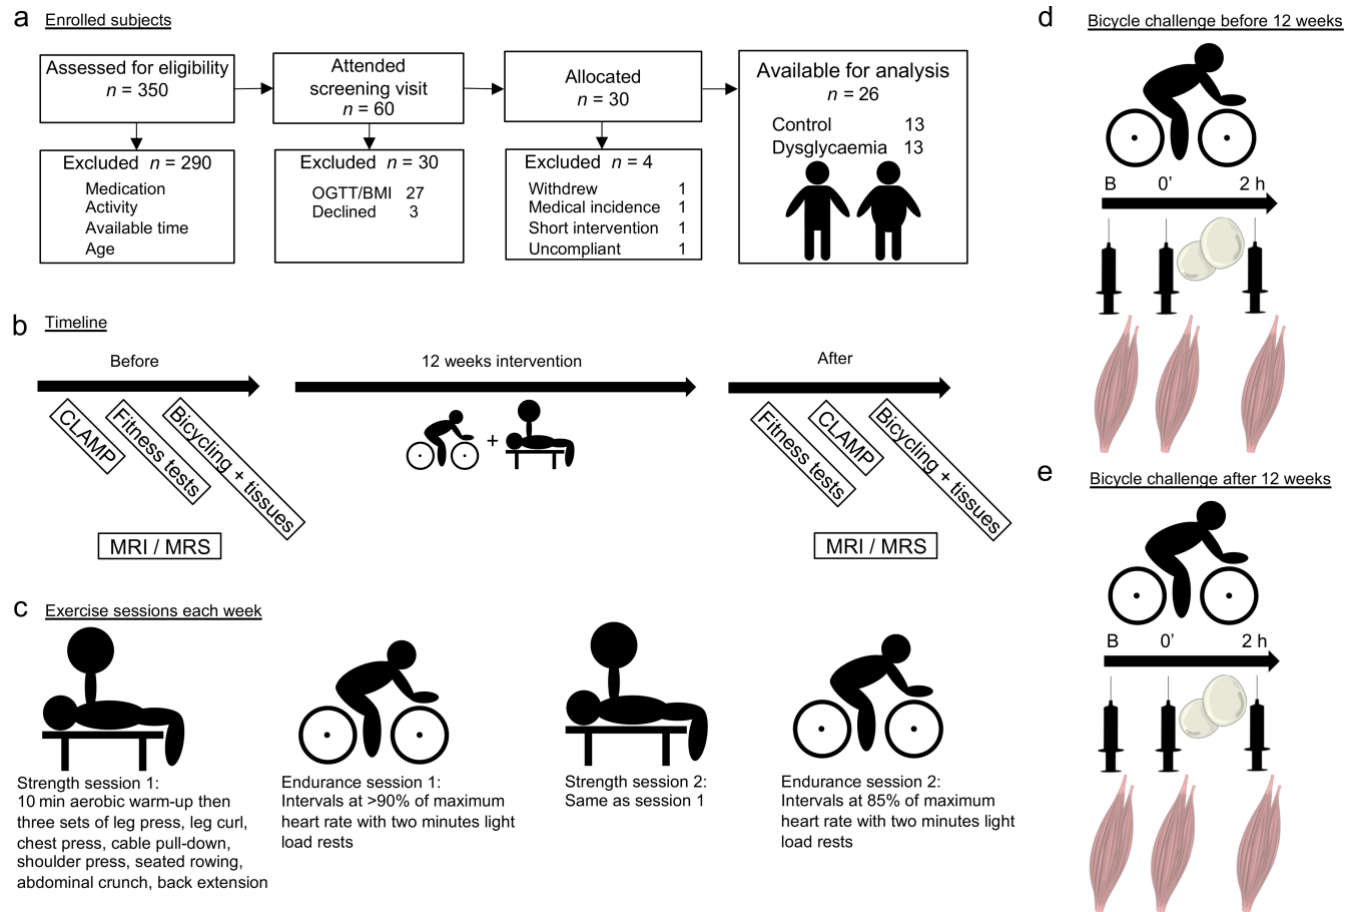 a Enrolled subjects
Assessed for eligibility
n = 350
Attended
screening visit
n = 60
Allocated
n = 30
Available for analysis
n = 26
Control 13
Dysglycaemia 13
Excluded n = 290
Medication
Activity
Available time
Age
Excluded n = 30
OGTT/BMI 27
Declined 3
Excluded n = 4
Withdrew 1
Medical incidence 1
Short intervention 1
Uncompliant 1
b Timeline
Before
CLAMP
Fitness tests
Bicycling + tissues
MRI / MRS
12 weeks intervention
+
After
Fitness tests
CLAMP
Bicycling + tissues
MRI / MRS
c Exercise sessions each week
Strength session 1:
10 min aerobic warm-up then
three sets of leg press, leg curl,
chest press, cable pull-down,
shoulder press, seated rowing,
abdominal crunch, back extension
Endurance session 1:
Intervals at >90% of maximum
heart rate with two minutes light
load rests
Strength session 2:
Same as session 1
Endurance session 2:
Intervals at 85% of maximum
heart rate with two minutes light
load rests
d Bicycle challenge before 12 weeks
B 0' 2 h
e Bicycle challenge after 12 weeks
B 0' 2 h